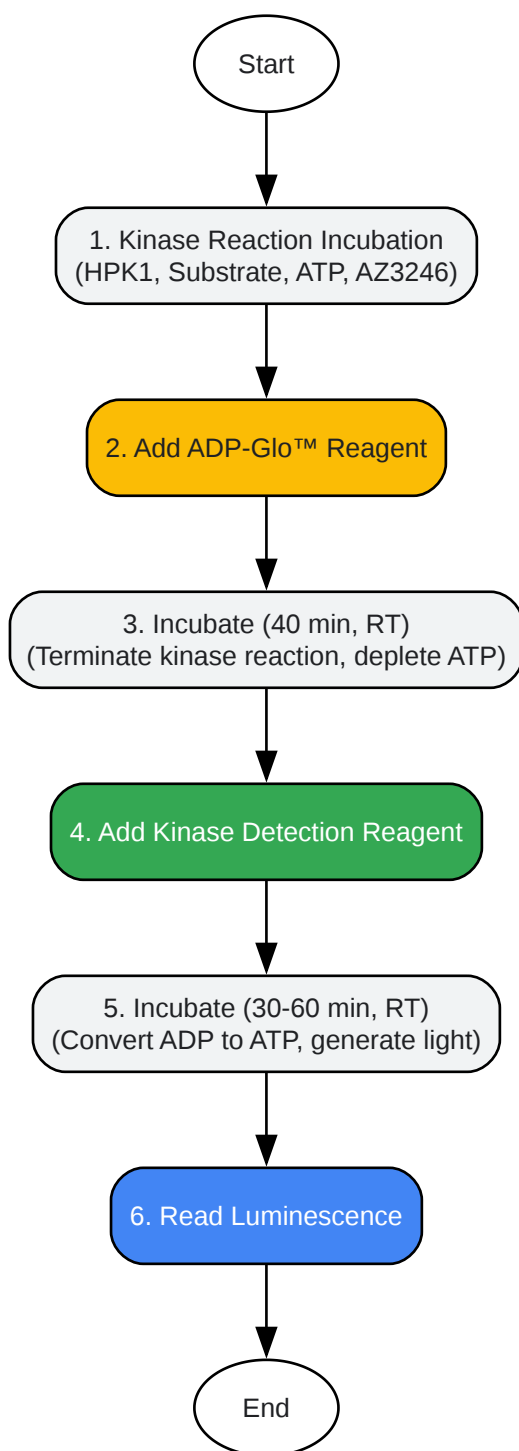 Start
1. Kinase Reaction Incubation
(HPK1, Substrate, ATP, AZ3246)
2. Add ADP-Glo™ Reagent
3. Incubate (40 min, RT)
(Terminate kinase reaction, deplete ATP)
4. Add Kinase Detection Reagent
5. Incubate (30-60 min, RT)
(Convert ADP to ATP, generate light)
6. Read Luminescence
End